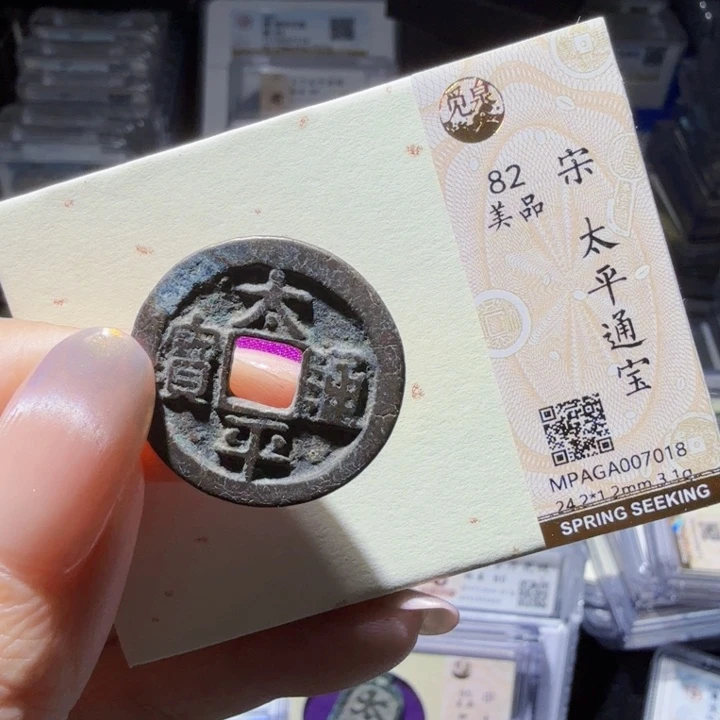 太平通寳
觅泉
82
美品
宋 太平通宝
MPAGA007018
24.2*1.2mm 3.1g
SPRING SEEKING